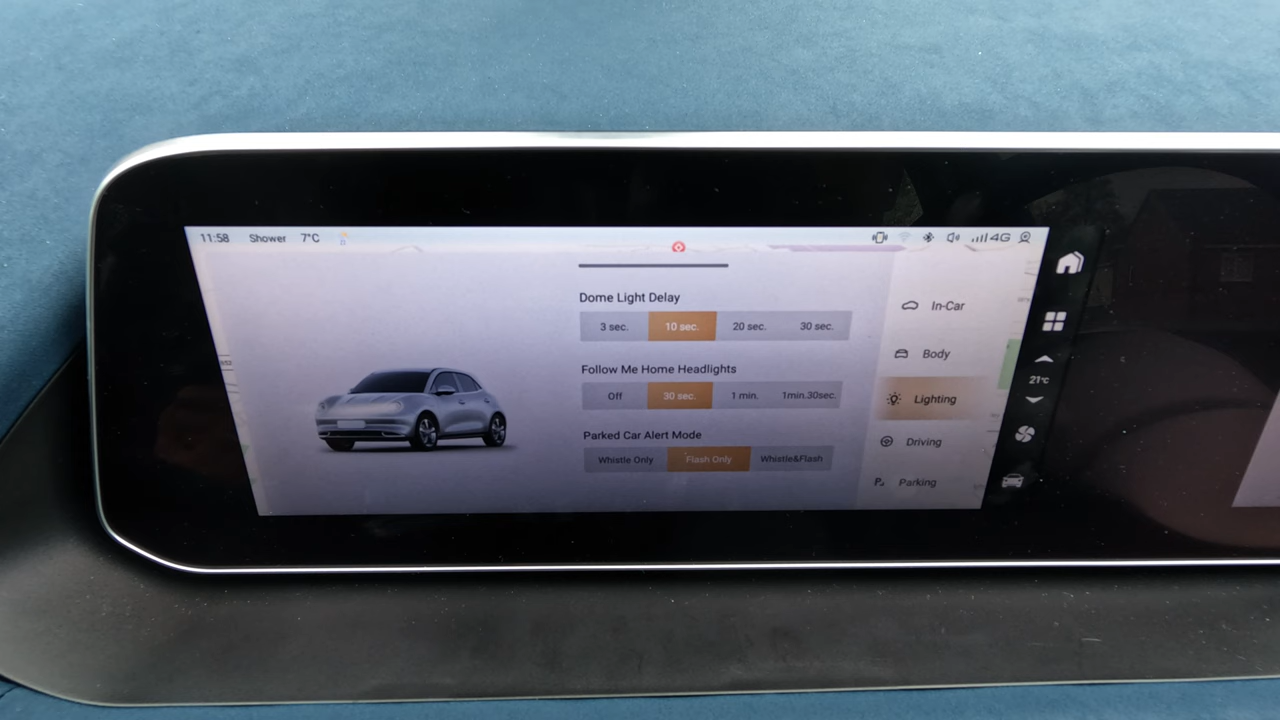 11:58 Shower 7°C 4G
Dome Light Delay
3 sec. 10 sec. 20 sec. 30 sec.
Follow Me Home Headlights
Off 30 sec. 1 min. 1min.30sec.
Parked Car Alert Mode
Whistle Only Flash Only Whistle&Flash
In-Car
Body
Lighting
Driving
Parking
21°C